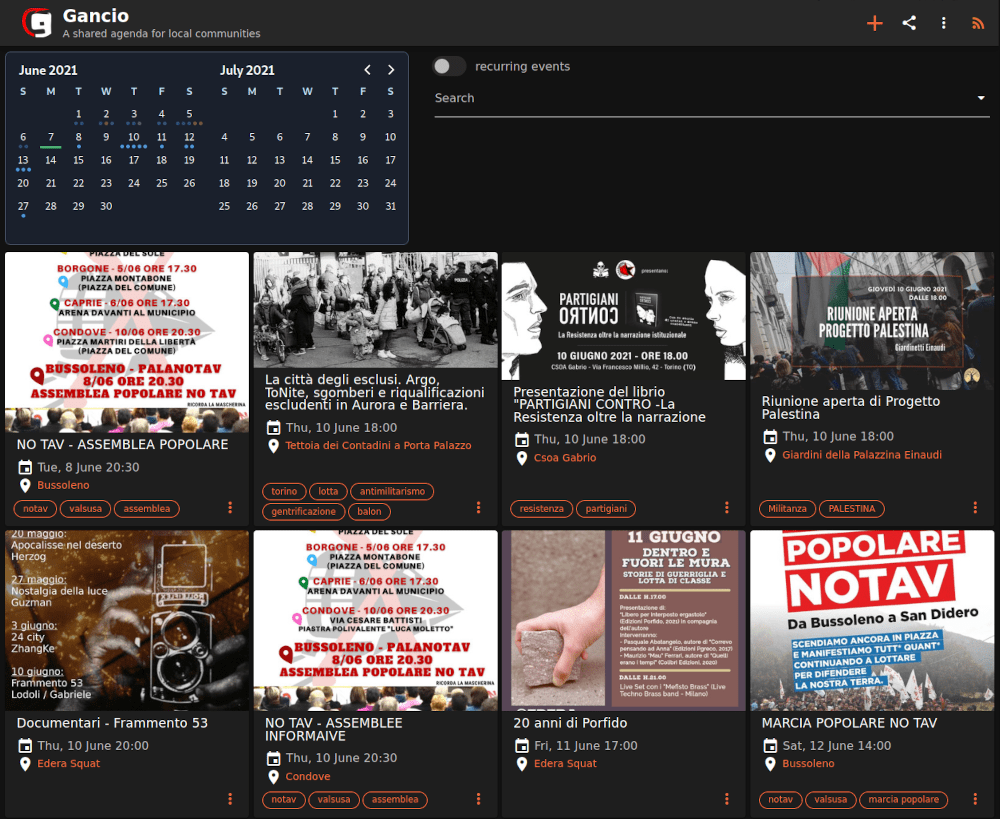 Gancio
A shared agenda for local communities
June 2021
July 2021
S M T W T F S
S M T W T F S
1 2 3 4 5
1 2 3
6 7 8 9 10 11 12
4 5 6 7 8 9 10
13 14 15 16 17 18 19
11 12 13 14 15 16 17
20 21 22 23 24 25 26
18 19 20 21 22 23 24
27 28 29 30
25 26 27 28 29 30 31
recurring events
Search
PIAZZA DEL SOLE
BORGONE - 5/06 ORE 17.30
PIAZZA MONTABONE
(PIAZZA DEL COMUNE)
CAPRIE - 6/06 ORE 19.30
ARENA DAVANTI AL MUNICIPIO
CONDOVE - 10/06 ORE 20.30
PIAZZA MARTIRI DELLA LIBERTÀ
(PIAZZA DEL COMUNE)
BUSSOLENO - PALANOTAV
8/06 ORE 20.30
ASSEMBLEA POPOLARE NO TAV
RICORDA LA MASCHERINA
NO TAV - ASSEMBLEA POPOLARE
Tue, 8 June 20:30
Bussoleno
notav
valsusa
assemblea
La città degli esclusi. Argo,
ToNite, sgomberi e riqualificazioni
escludenti in Aurora e Barriera.
Thu, 10 June 18:00
Tettoia dei Contadini a Porta Palazzo
torino
lotta
antimilitarismo
gentrificazione
balon
presentano:
PARTIGIANI
CONTRO
La Resistenza oltre la narrazione istituzionale
10 GIUGNO 2021 - ORE 18.00
CSOA Gabrio - Via Francesco Millio, 42 - Torino (TO)
Presentazione del libro
"PARTIGIANI CONTRO -La
Resistenza oltre la narrazione
Thu, 10 June 18:00
Csoa Gabrio
resistenza
partigiani
GIOVEDÌ 10 GIUGNO 2021
DALLE 18.00
RIUNIONE APERTA
PROGETTO PALESTINA
Giardinetti Einaudi
Riunione aperta di Progetto
Palestina
Thu, 10 June 18:00
Giardini della Palazzina Einaudi
Militanza
PALESTINA
20 maggio:
Apocalisse nel deserto
Herzog
27 maggio:
Nostalgia della luce
Guzman
3 giugno:
24 city
ZhangKe
10 giugno:
Frammento 53
Lodoli / Gabriele
Documentari - Frammento 53
Thu, 10 June 20:00
Edera Squat
PIAZZA DEL SOLE
BORGONE - 5/06 ORE 17.30
PIAZZA MONTABONE
(PIAZZA DEL COMUNE)
CAPRIE - 6/06 ORE 19.30
ARENA DAVANTI AL MUNICIPIO
CONDOVE - 10/06 ORE 20.30
VIA CESARE BATTISTI
PIASTRA POLIVALENTE "LUCA MOLETTO"
BUSSOLENO - PALANOTAV
8/06 ORE 20.30
ASSEMBLEA POPOLARE NO TAV
RICORDA LA MASCHERINA
NO TAV - ASSEMBLEE
INFORMAIVE
Thu, 10 June 20:30
Condove
notav
valsusa
assemblea
11 GIUGNO
DENTRO E
FUORI LE MURA
STORIE DI GUERRIGLIA E
LOTTA DI CLASSE
DALLE H.17.00
Presentazione di:
"Libero per interposto ergastolo"
(Edizioni Porfido, 2021) in compagnia
dell'autore
Interverranno:
- Pasquale Abatangelo, autore di "Correvo
pensando ad Anna" (Edizioni Pgreco, 2017)
- Maurizio "Mau" Ferrari, autore di "Quelli
erano i tempi" (Colibrì Edizioni, 2021)
DALLE H.21.00
Live Set con i "Mefisto Brass" (Live
Techno Brass band - Milano)
20 anni di Porfido
Fri, 11 June 17:00
Edera Squat
POPOLARE
NOTAV
Da Bussoleno a San Didero
SCENDIAMO ANCORA IN PIAZZA
E MANIFESTIAMO TUTT* QUANT*
CONTINUANDO A LOTTARE
PER DIFENDERE
LA NOSTRA TERRA.
MARCIA POPOLARE NO TAV
Sat, 12 June 14:00
Bussoleno
notav
valsusa
marcia popolare